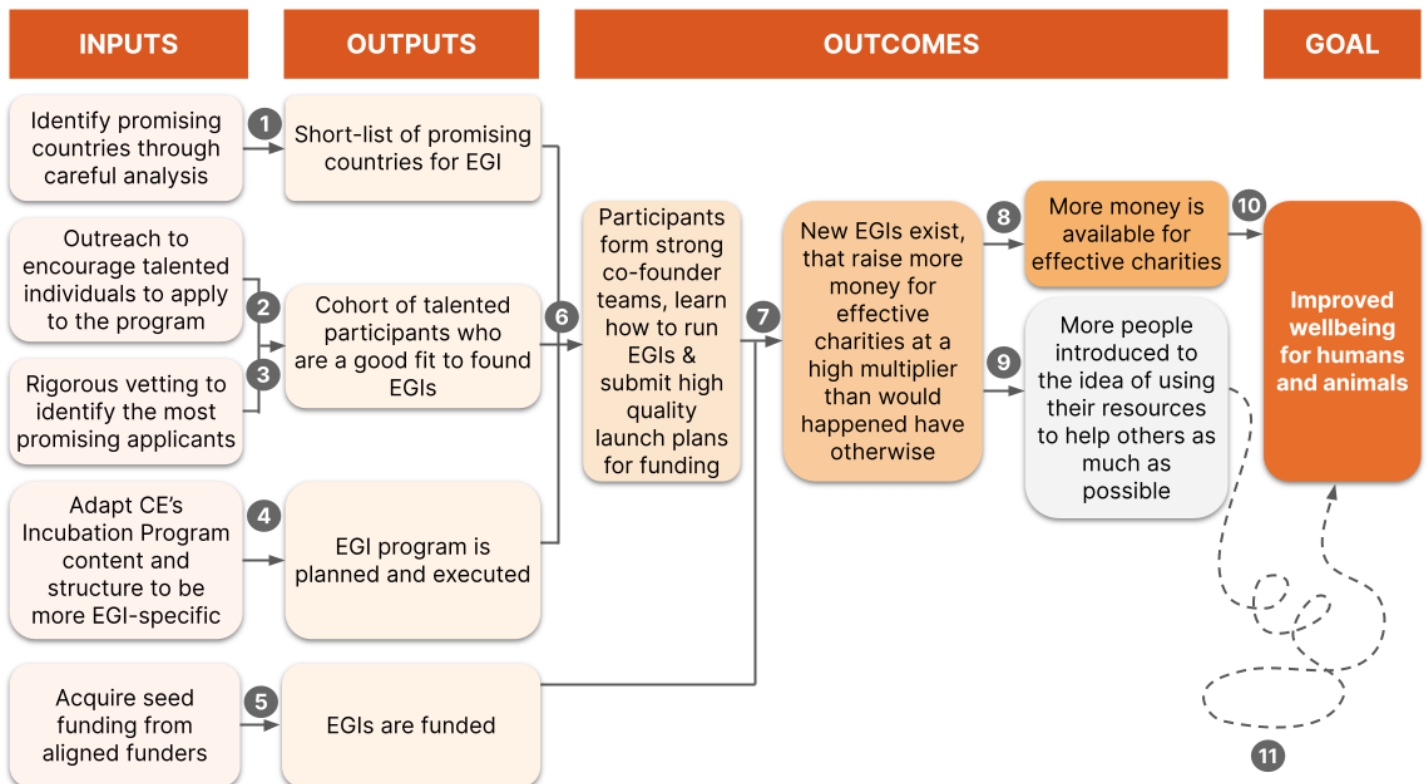 INPUTS
OUTPUTS
OUTCOMES
GOAL
Identify promising
countries through
careful analysis
1
Short-list of promising
countries for EGI
Outreach to
encourage talented
individuals to apply
to the program
2
3
Rigorous vetting to
identify the most
promising applicants
Cohort of talented
participants who
are a good fit to found
EGIs
Adapt CE's
Incubation Program
content and
structure to be
more EGI-specific
4
EGI program is
planned and executed
Acquire seed
funding from
aligned funders
5
EGIs are funded
6
Participants
form strong
co-founder
teams, learn
how to run
EGIs &
submit high
quality
launch plans
for funding
7
New EGIs exist,
that raise more
money for
effective
charities at a
high multiplier
than would
happened have
otherwise
8
More money is
available for
effective charities
9
More people
introduced to
the idea of using
their resources
to help others as
much as
possible
10
Improved
wellbeing
for humans
and animals
11